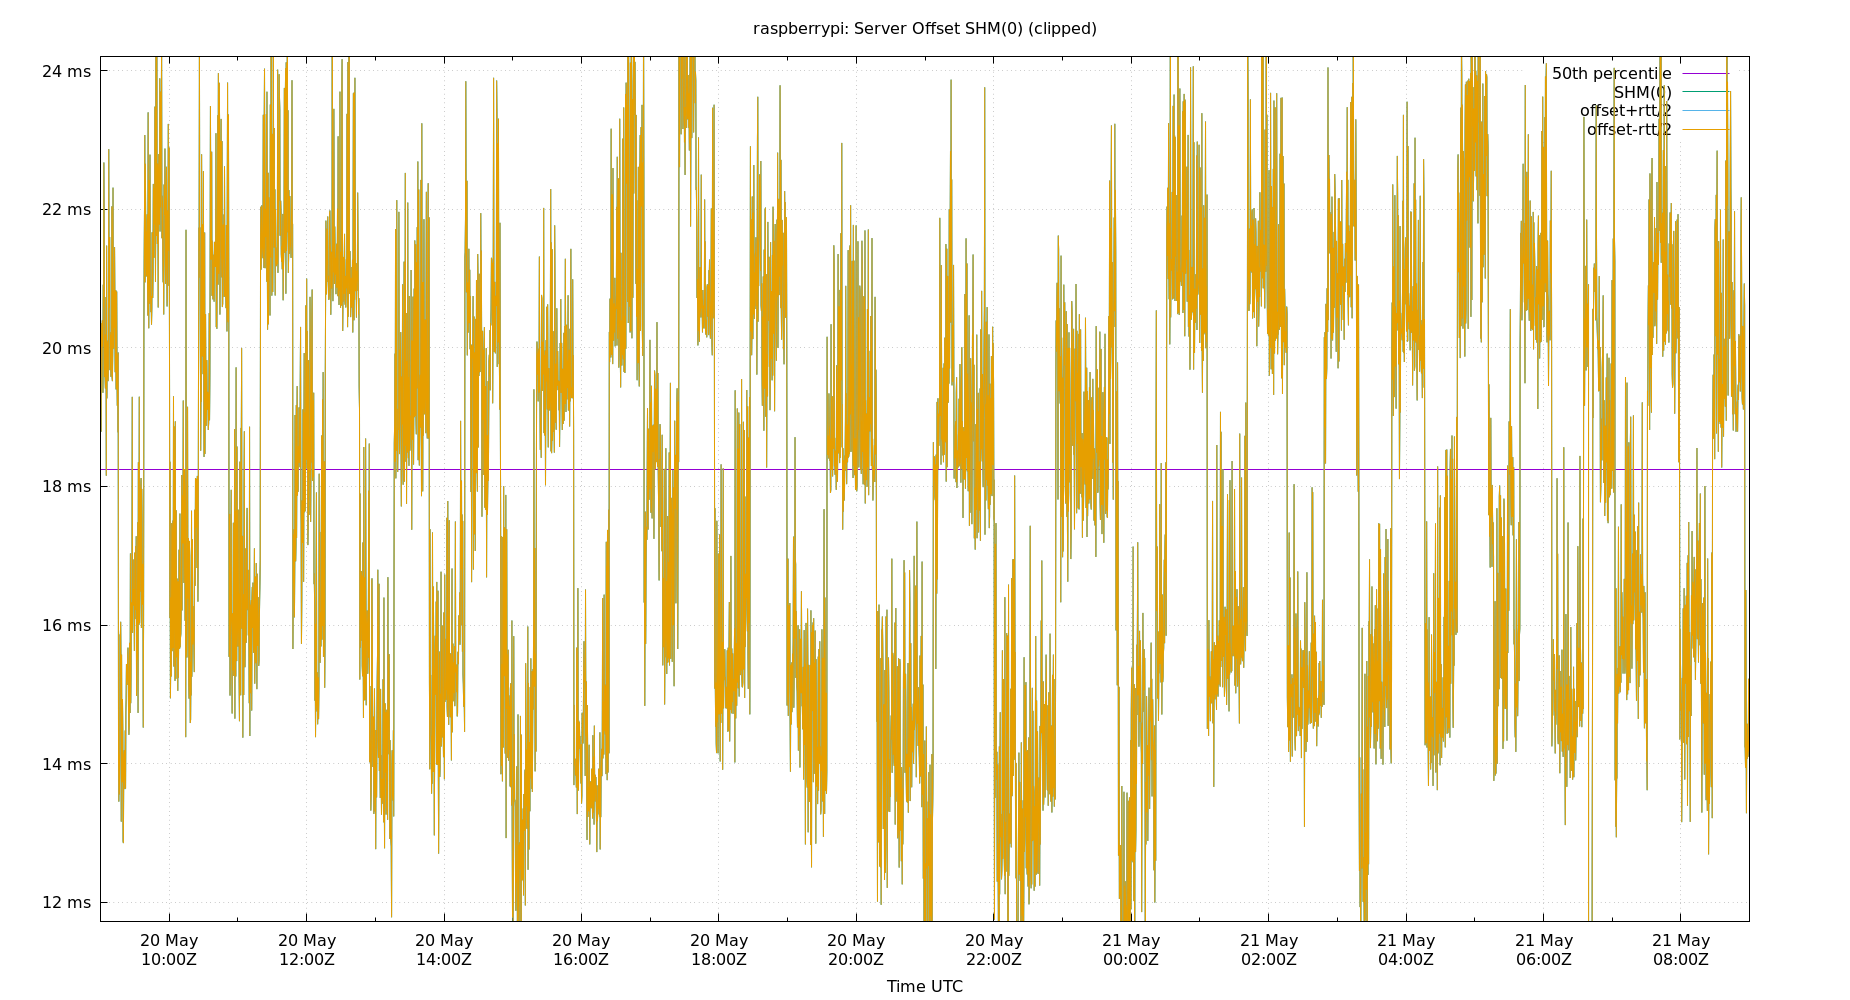 raspberrypi: Server Offset SHM(0) (clipped)
24 ms
22 ms
20 ms
18 ms
16 ms
14 ms
12 ms
50th percentile
SHM(0)
offset+rtt/2
offset-rtt/2
20 May 20 May 20 May 20 May 20 May 20 May 20 May 21 May 21 May 21 May 21 May 21 May
10:00Z 12:00Z 14:00Z 16:00Z 18:00Z 20:00Z 22:00Z 00:00Z 02:00Z 04:00Z 06:00Z 08:00Z
Time UTC